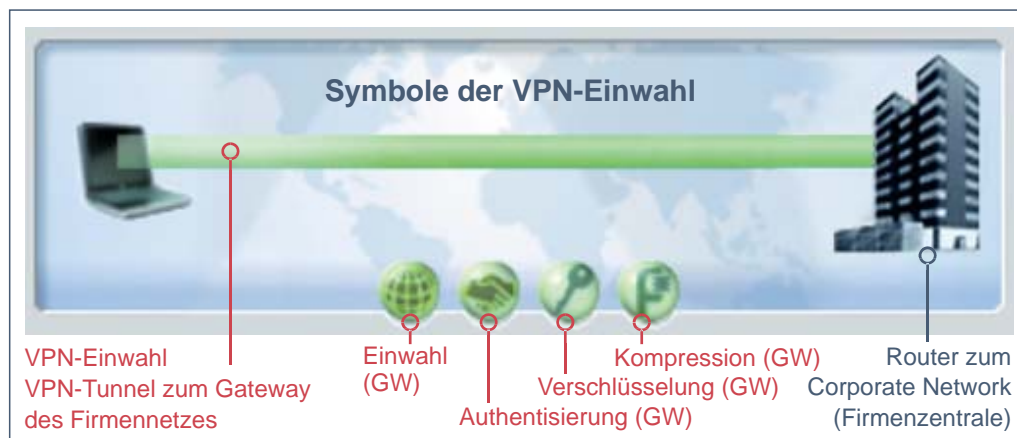 Symbole der VPN-Einwahl
VPN-Einwahl
VPN-Tunnel zum Gateway
des Firmennetzes
Einwahl
(GW)
Authentisierung (GW)
Verschlüsselung (GW)
Kompression (GW)
Router zum
Corporate Network
(Firmenzentrale)